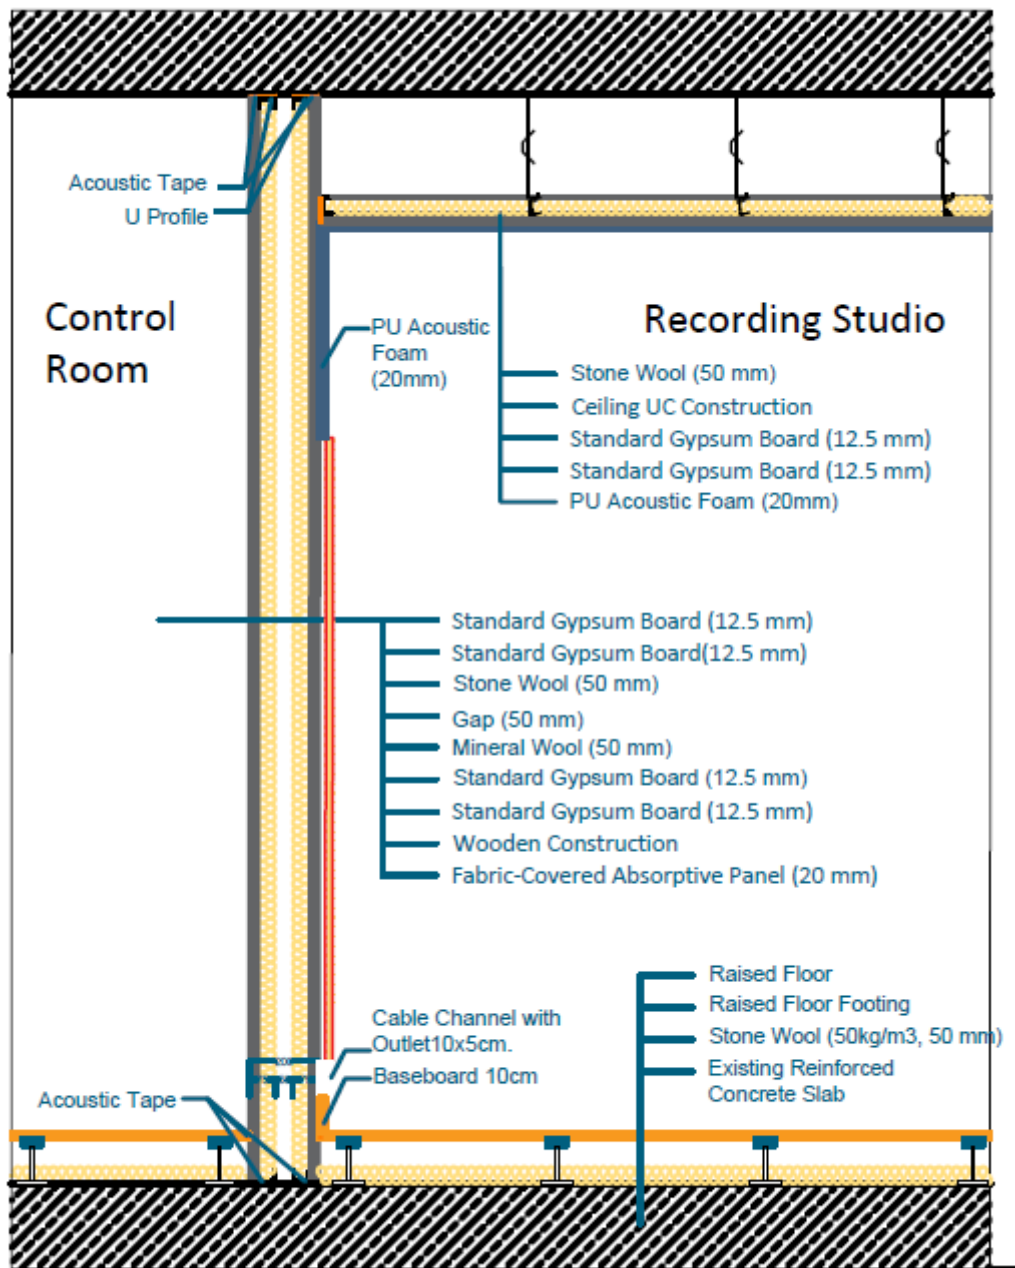 Acoustic Tape
U Profile
Control
Room
PU Acoustic
Foam
(20mm)
Recording Studio
Stone Wool (50 mm)
Ceiling UC Construction
Standard Gypsum Board (12.5 mm)
Standard Gypsum Board (12.5 mm)
PU Acoustic Foam (20mm)
Standard Gypsum Board (12.5 mm)
Standard Gypsum Board(12.5 mm)
Stone Wool (50 mm)
Gap (50 mm)
Mineral Wool (50 mm)
Standard Gypsum Board (12.5 mm)
Standard Gypsum Board (12.5 mm)
Wooden Construction
Fabric-Covered Absorptive Panel (20 mm)
Raised Floor
Raised Floor Footing
Stone Wool (50kg/m3, 50 mm)
Existing Reinforced
Concrete Slab
Cable Channel with
Outlet10x5cm.
Baseboard 10cm
Acoustic Tape